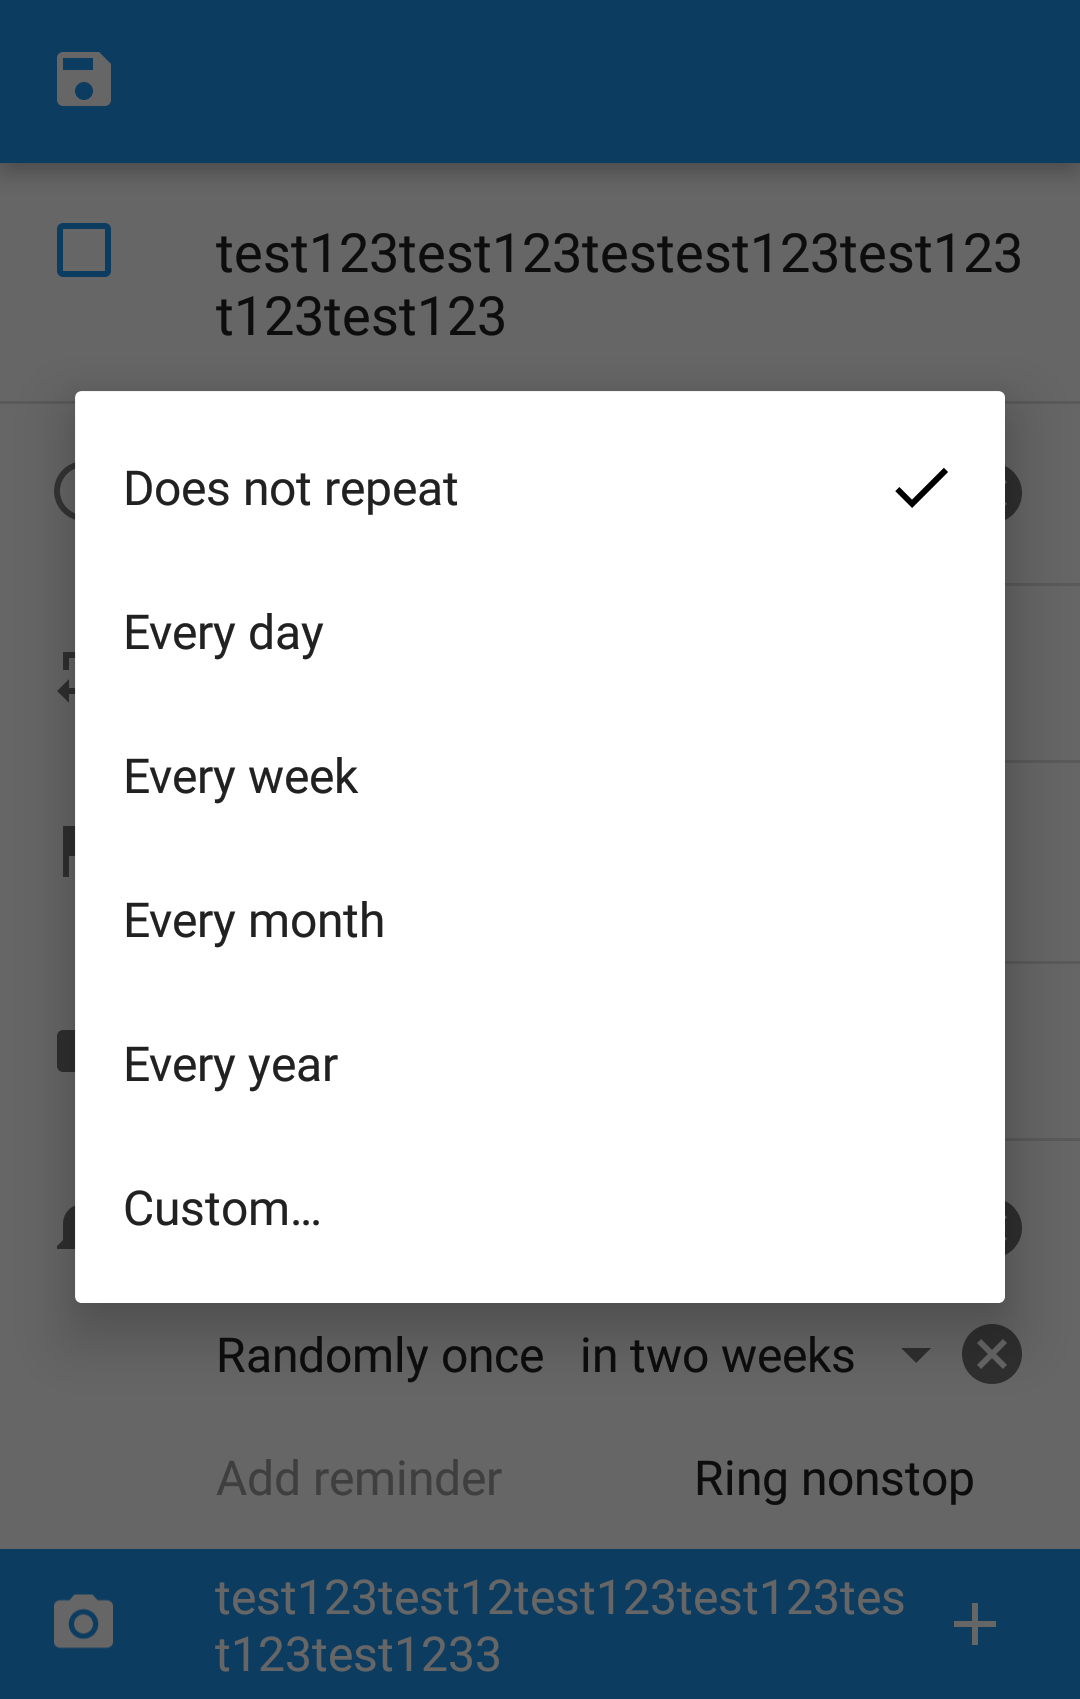 test123test123testest123test123
t123test123
Does not repeat
Every day
Every week
Every month
Every year
Custom...
Randomly once in two weeks
Add reminder Ring nonstop
test123test12test123test123tes
t123test1233